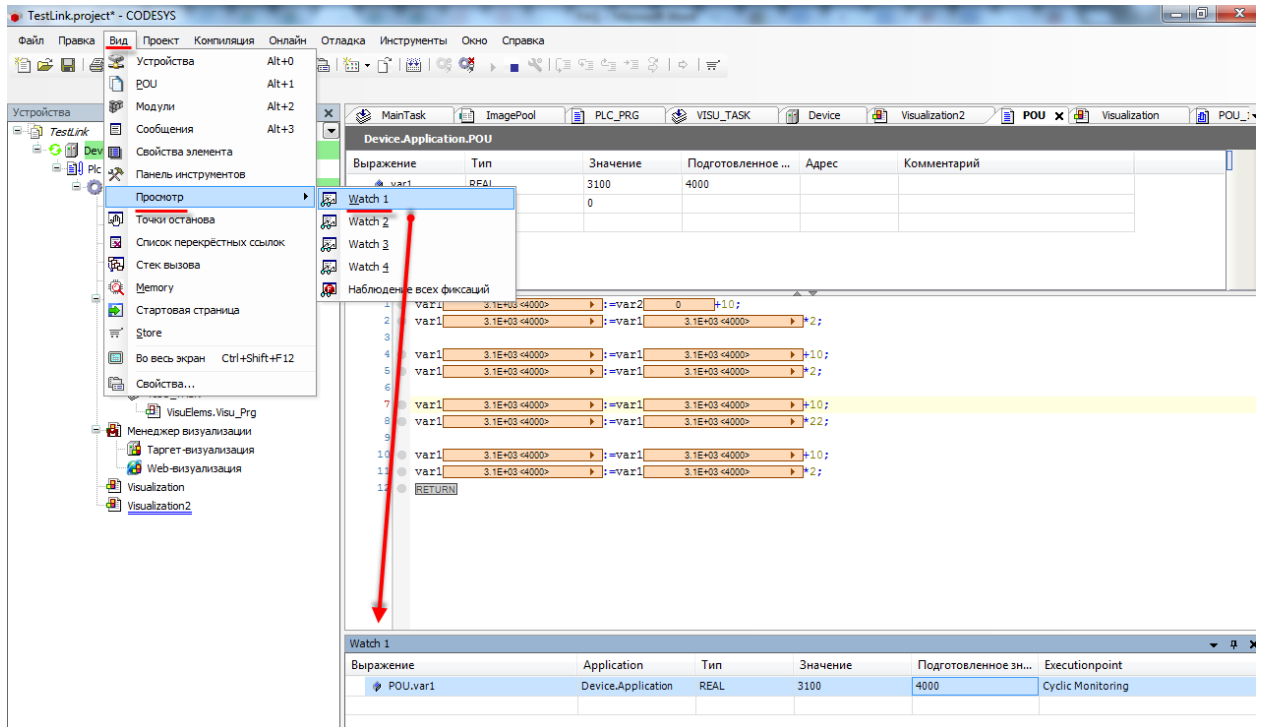 TestLink.project* - CODESYS
Файл Правка Вид Проект Компиляция Онлайн Отладка Инструменты Окно Справка
Устройства Alt+0
POU Alt+1
Модули Alt+2
Сообщения Alt+3
Свойства элемента
Панель инструментов
Просмотр
Точки останова
Список перекрёстных ссылок
Стек вызова
Memory
Стартовая страница
Store
Во весь экран Ctrl+Shift+F12
Свойства...
Watch 1
Watch 2
Watch 3
Watch 4
Наблюдение всех фиксаций
Устройства
TestLink
Dev
Plc
VisuElems.Visu_Prg
Менеджер визуализации
Таргет-визуализация
Web-визуализация
Visualization
Visualization2
MainTask ImagePool PLC_PRG VISU_TASK Device Visualization2 POU Visualization
Device.Application.POU
Выражение Тип Значение Подготовленное ... Адрес Комментарий
var1 REAL 3100 4000
0
1 var1 3.1E+03 <4000> :=var2 0 +10;
2 var1 3.1E+03 <4000> :=var1 3.1E+03 <4000> *2;
3
4 var1 3.1E+03 <4000> :=var1 3.1E+03 <4000> +10;
5 var1 3.1E+03 <4000> :=var1 3.1E+03 <4000> *2;
6
7 var1 3.1E+03 <4000> :=var1 3.1E+03 <4000> +10;
8 var1 3.1E+03 <4000> :=var1 3.1E+03 <4000> *22;
9
10 var1 3.1E+03 <4000> :=var1 3.1E+03 <4000> +10;
11 var1 3.1E+03 <4000> :=var1 3.1E+03 <4000> *2;
12 RETURN
Watch 1
Выражение Application Тип Значение Подготовленное зн... Executionpoint
POU.var1 Device.Application REAL 3100 4000 Cyclic Monitoring